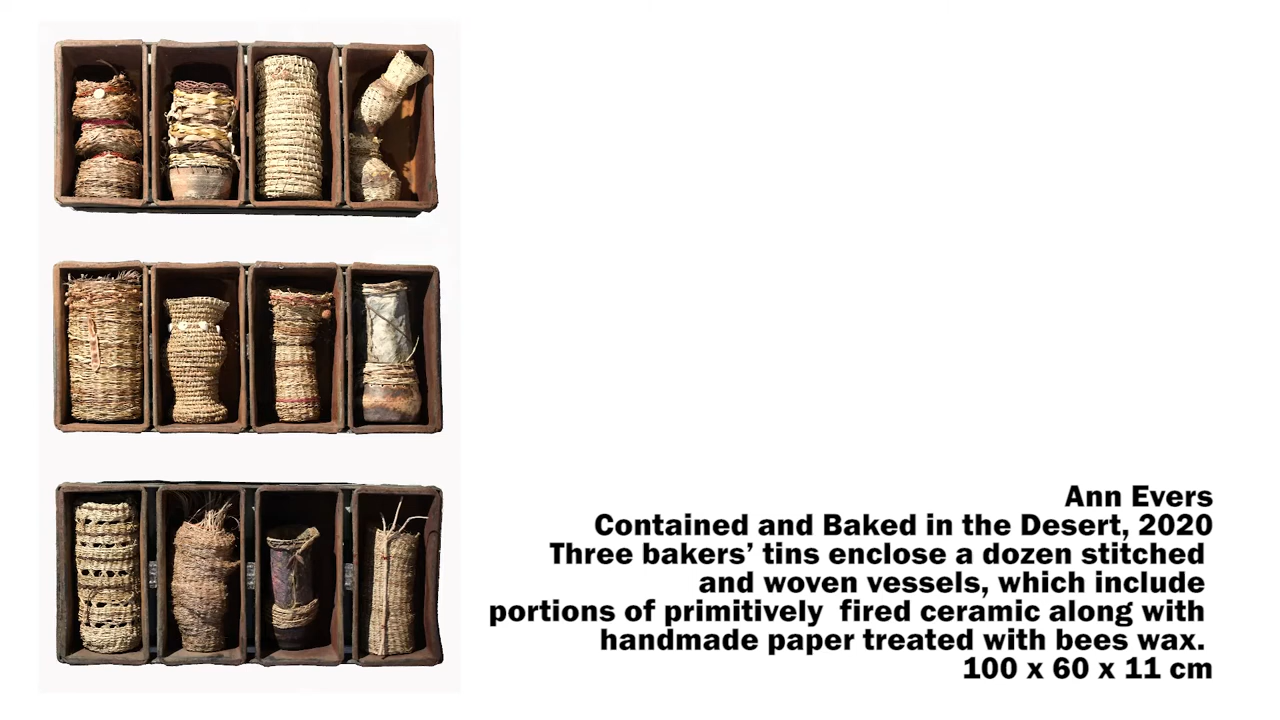 Ann Evers
Contained and Baked in the Desert, 2020
Three bakers’ tins enclose a dozen stitched
and woven vessels, which include
portions of primitively fired ceramic along with
handmade paper treated with bees wax.
100 x 60 x 11 cm